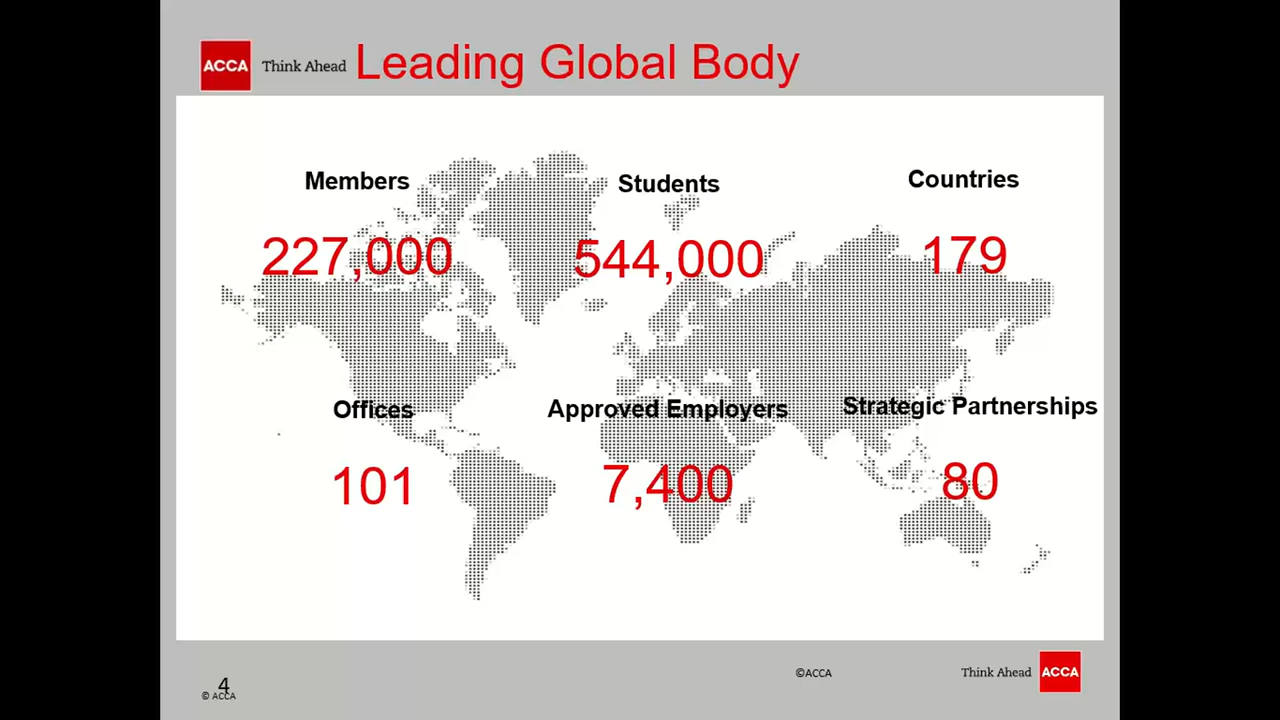 ACCA Think Ahead Leading Global Body
Members
Students
Countries
227,000
544,000
179
Offices
Approved Employers
Strategic Partnerships
101
7,400
80
4
© ACCA
©ACCA
Think Ahead ACCA